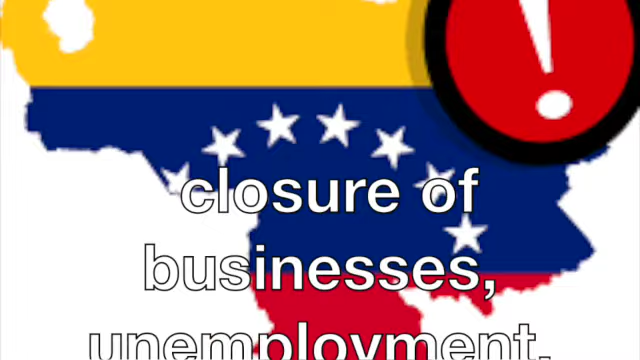 closure of
businesses,
unemployment,